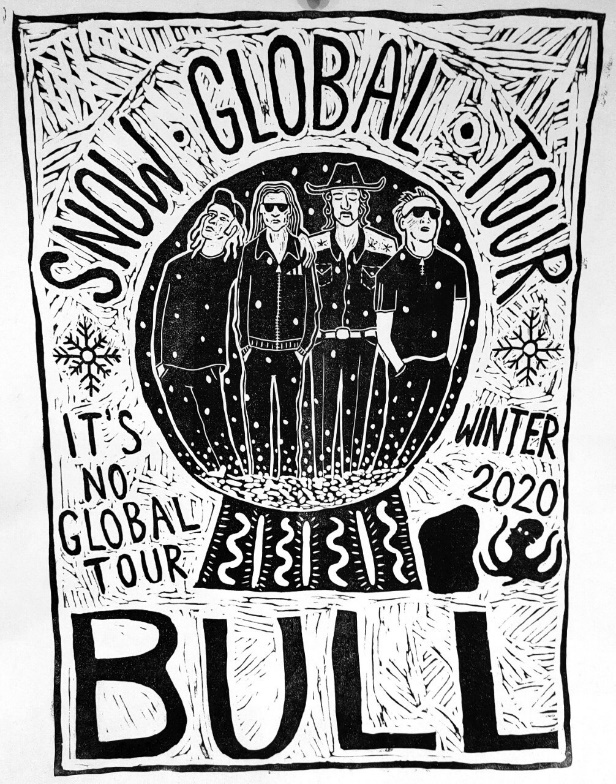 SNOW • GLOBAL • TOUR
IT'S
NO
GLOBAL
TOUR
WINTER
2020
BULL